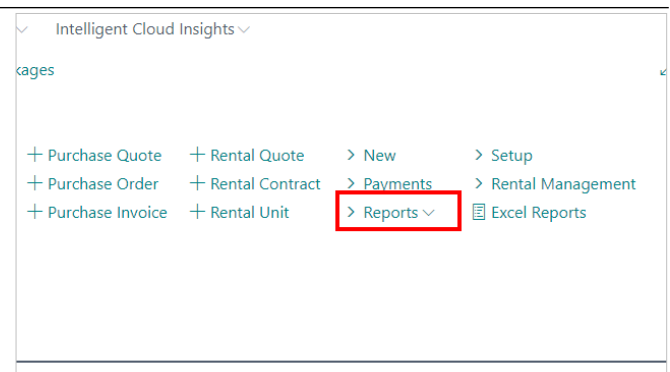 Intelligent Cloud Insights
kages
+ Purchase Quote + Rental Quote > New > Setup
+ Purchase Order + Rental Contract > Payments > Rental Management
+ Purchase Invoice + Rental Unit > Reports Excel Reports